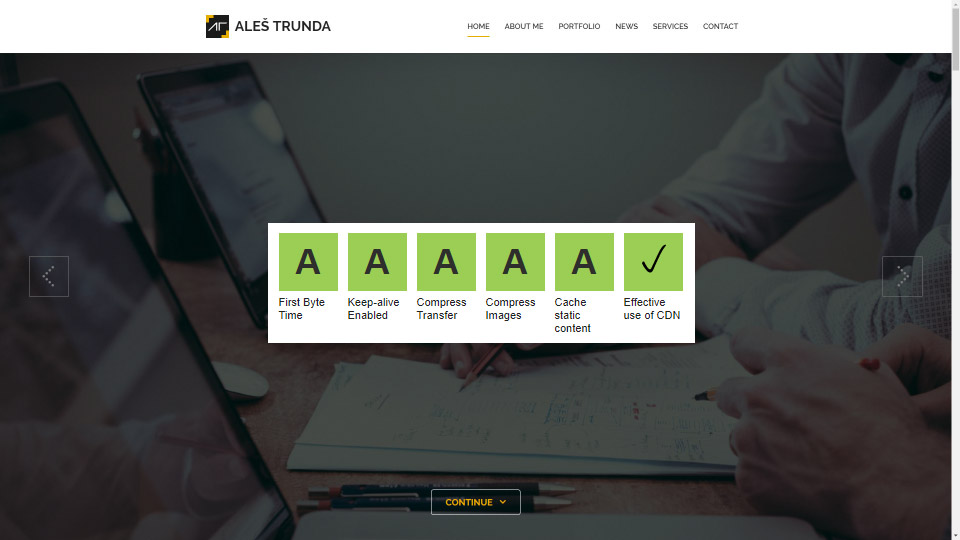 ALEŠ TRUNDA
HOME ABOUT ME PORTFOLIO NEWS SERVICES CONTACT
A A A A A ✓
First Byte
Time
Keep-alive
Enabled
Compress
Transfer
Compress
Images
Cache
static
content
Effective
use of CDN
CONTINUE